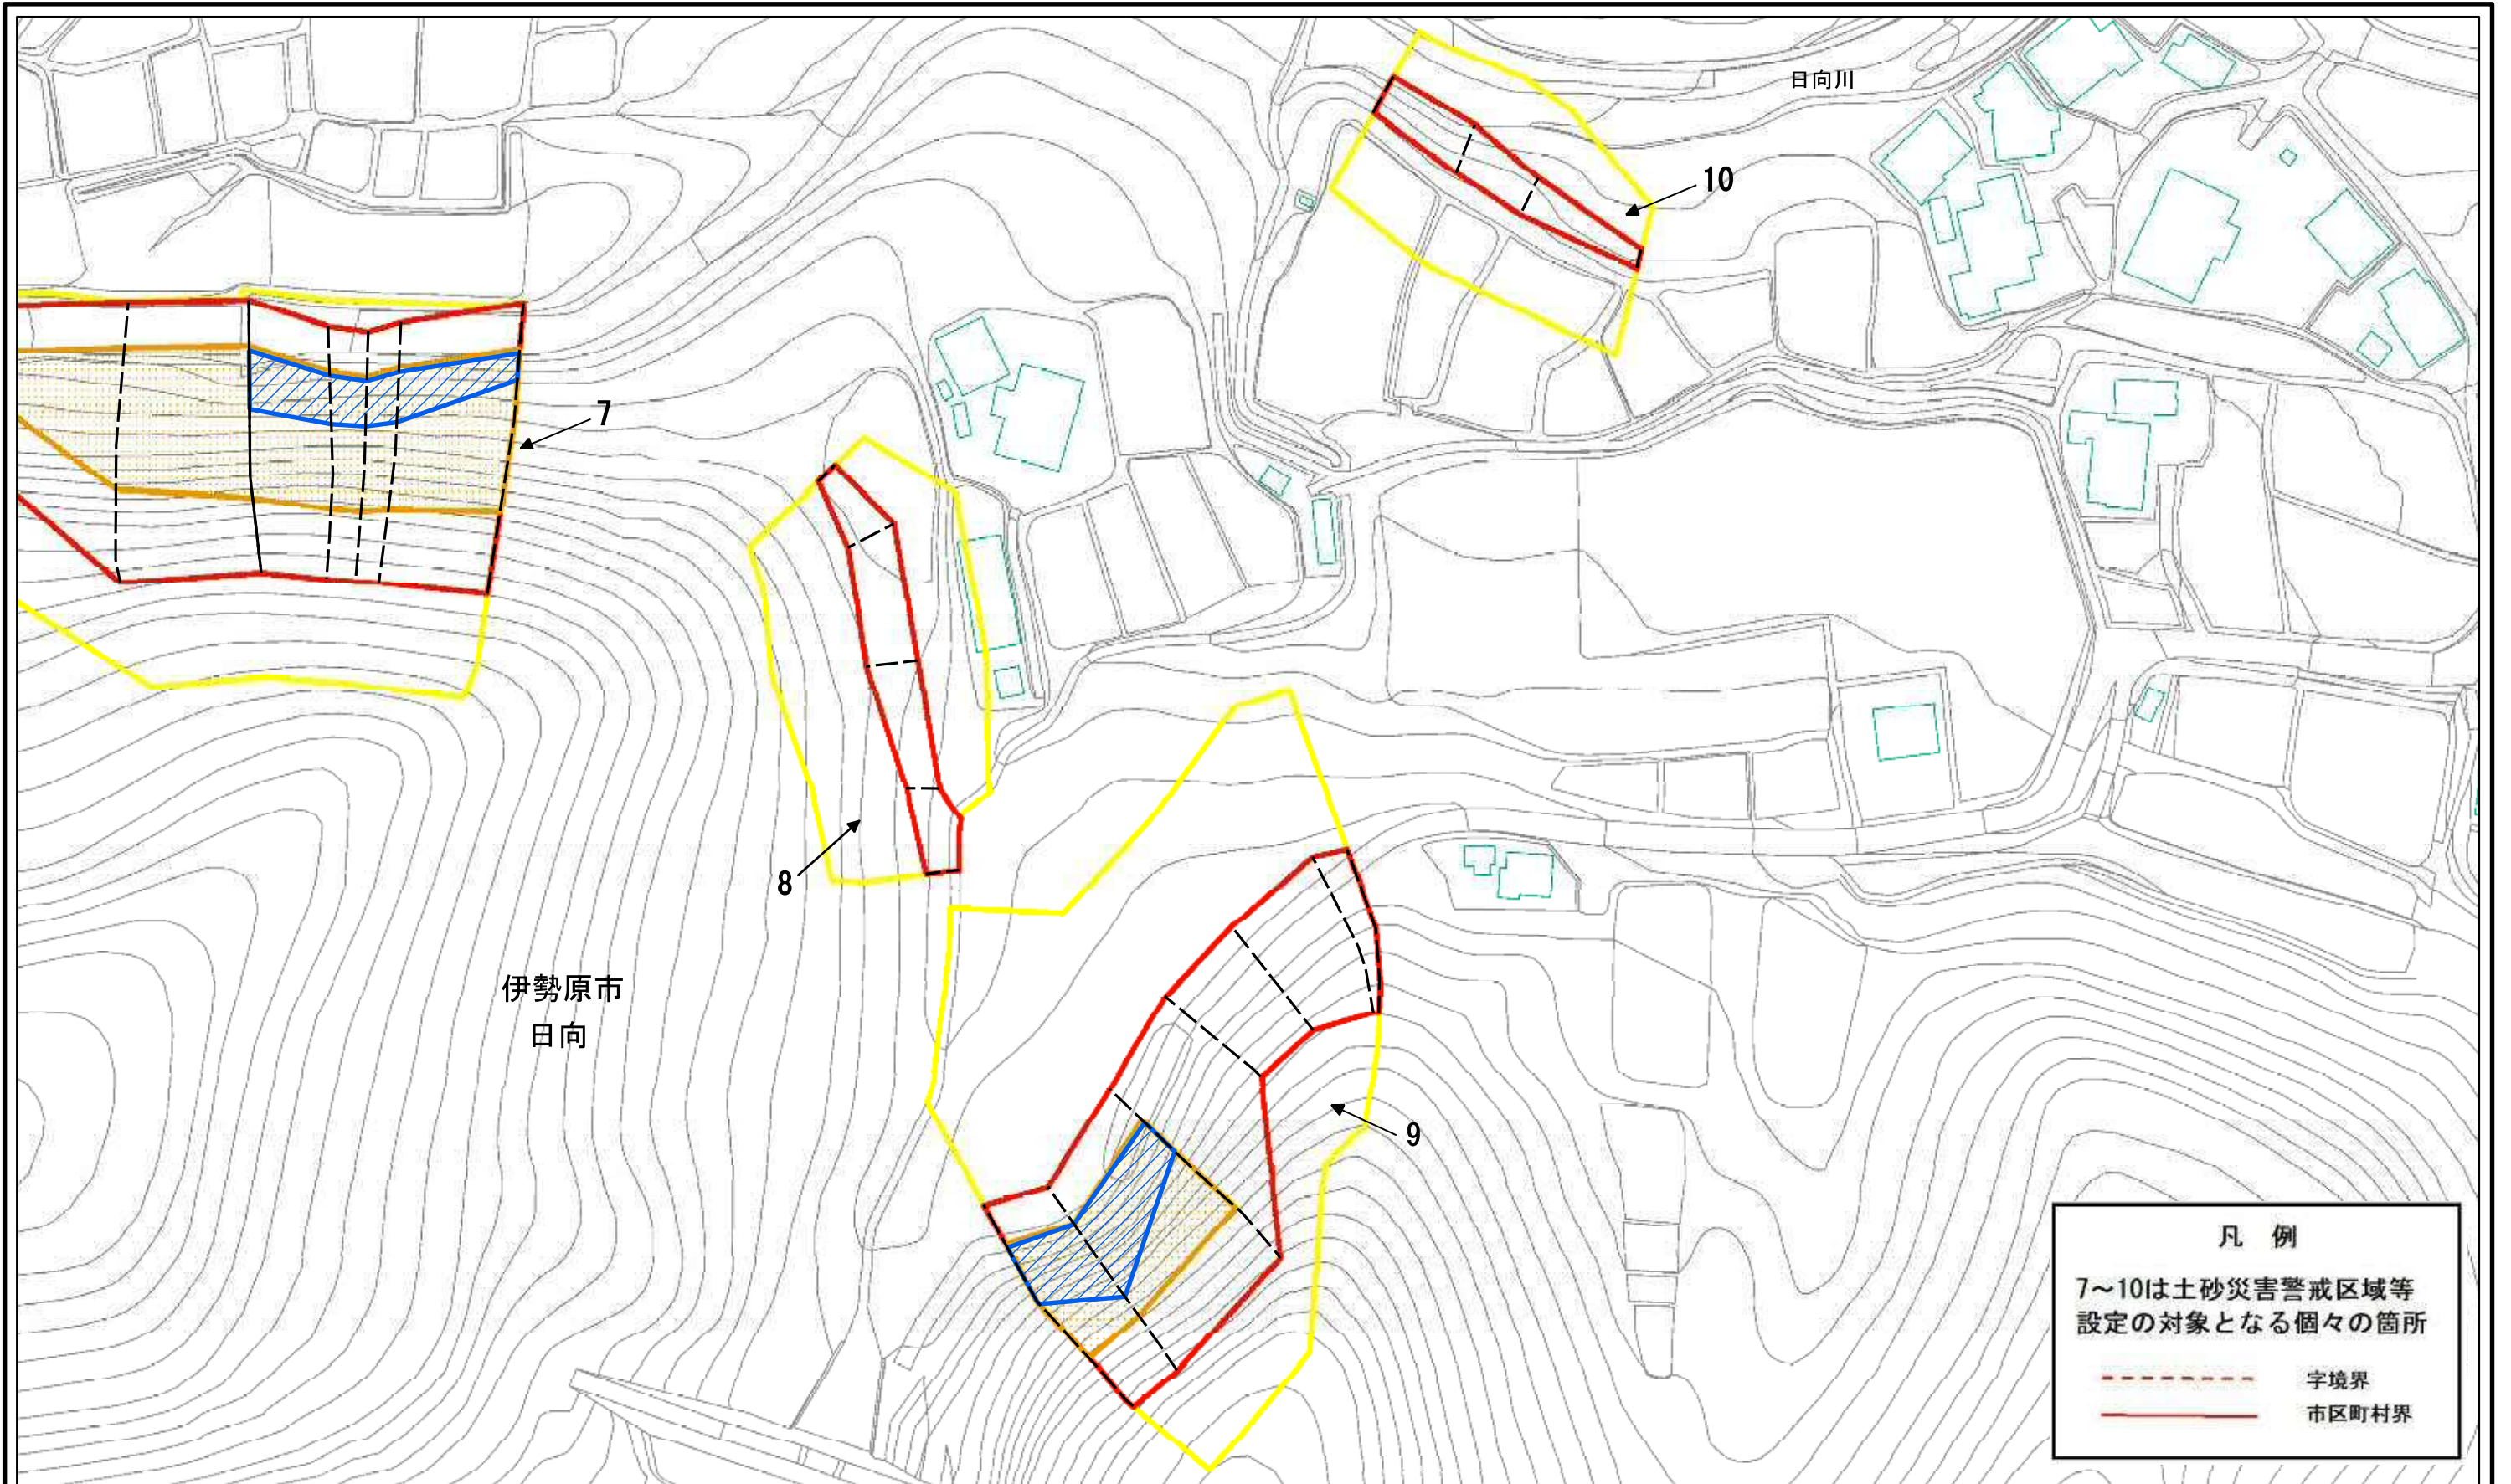 日向川
10
7
8
伊勢原市
日向
9
凡 例
7～10は土砂災害警戒区域等
設定の対象となる個々の箇所
字境界
市区町村界